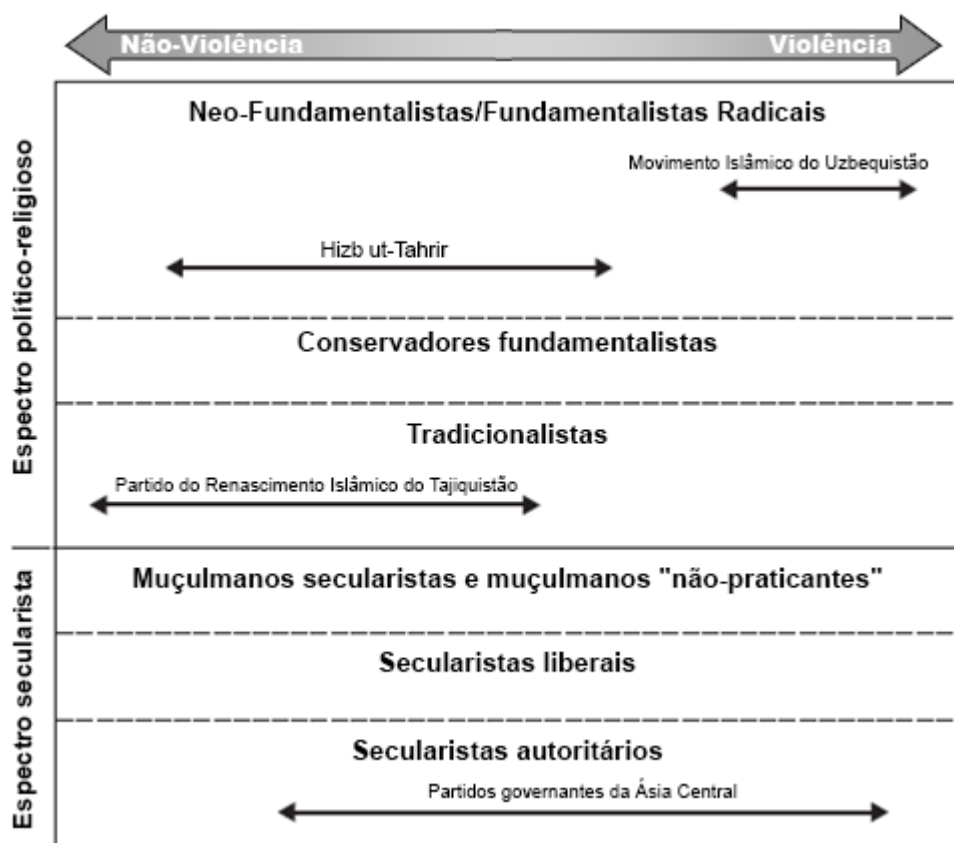 Não-Violência Violência
Neo-Fundamentalistas/Fundamentalistas Radicais
Movimento Islâmico do Uzbequistão
Hizb ut-Tahrir
Conservadores fundamentalistas
Tradicionalistas
Partido do Renascimento Islâmico do Tajiquistão
Espectro político-religioso
Muçulmanos secularistas e muçulmanos "não-praticantes"
Secularistas liberais
Secularistas autoritários
Partidos governantes da Ásia Central
Espectro secularista